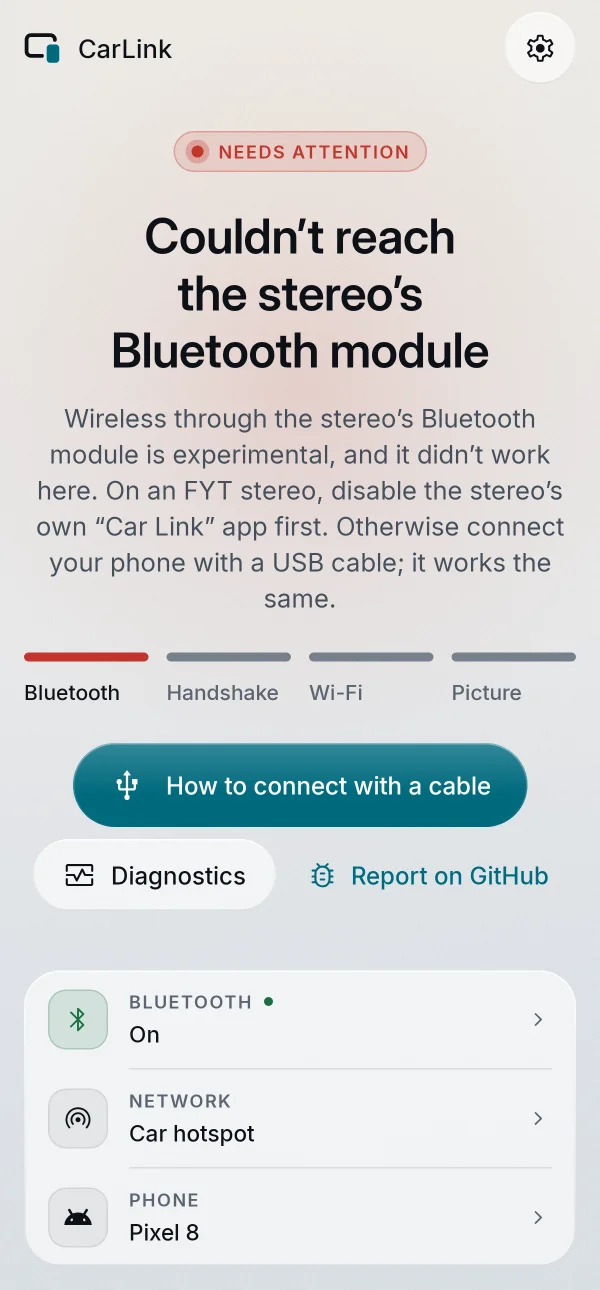 CarLink
NEEDS ATTENTION
Couldn’t reach
the stereo’s
Bluetooth module
Wireless through the stereo’s Bluetooth
module is experimental, and it didn’t work
here. On an FYT stereo, disable the stereo’s
own “Car Link” app first. Otherwise connect
your phone with a USB cable; it works the
same.
Bluetooth
Handshake
Wi-Fi
Picture
How to connect with a cable
Diagnostics
Report on GitHub
BLUETOOTH
On
NETWORK
Car hotspot
PHONE
Pixel 8